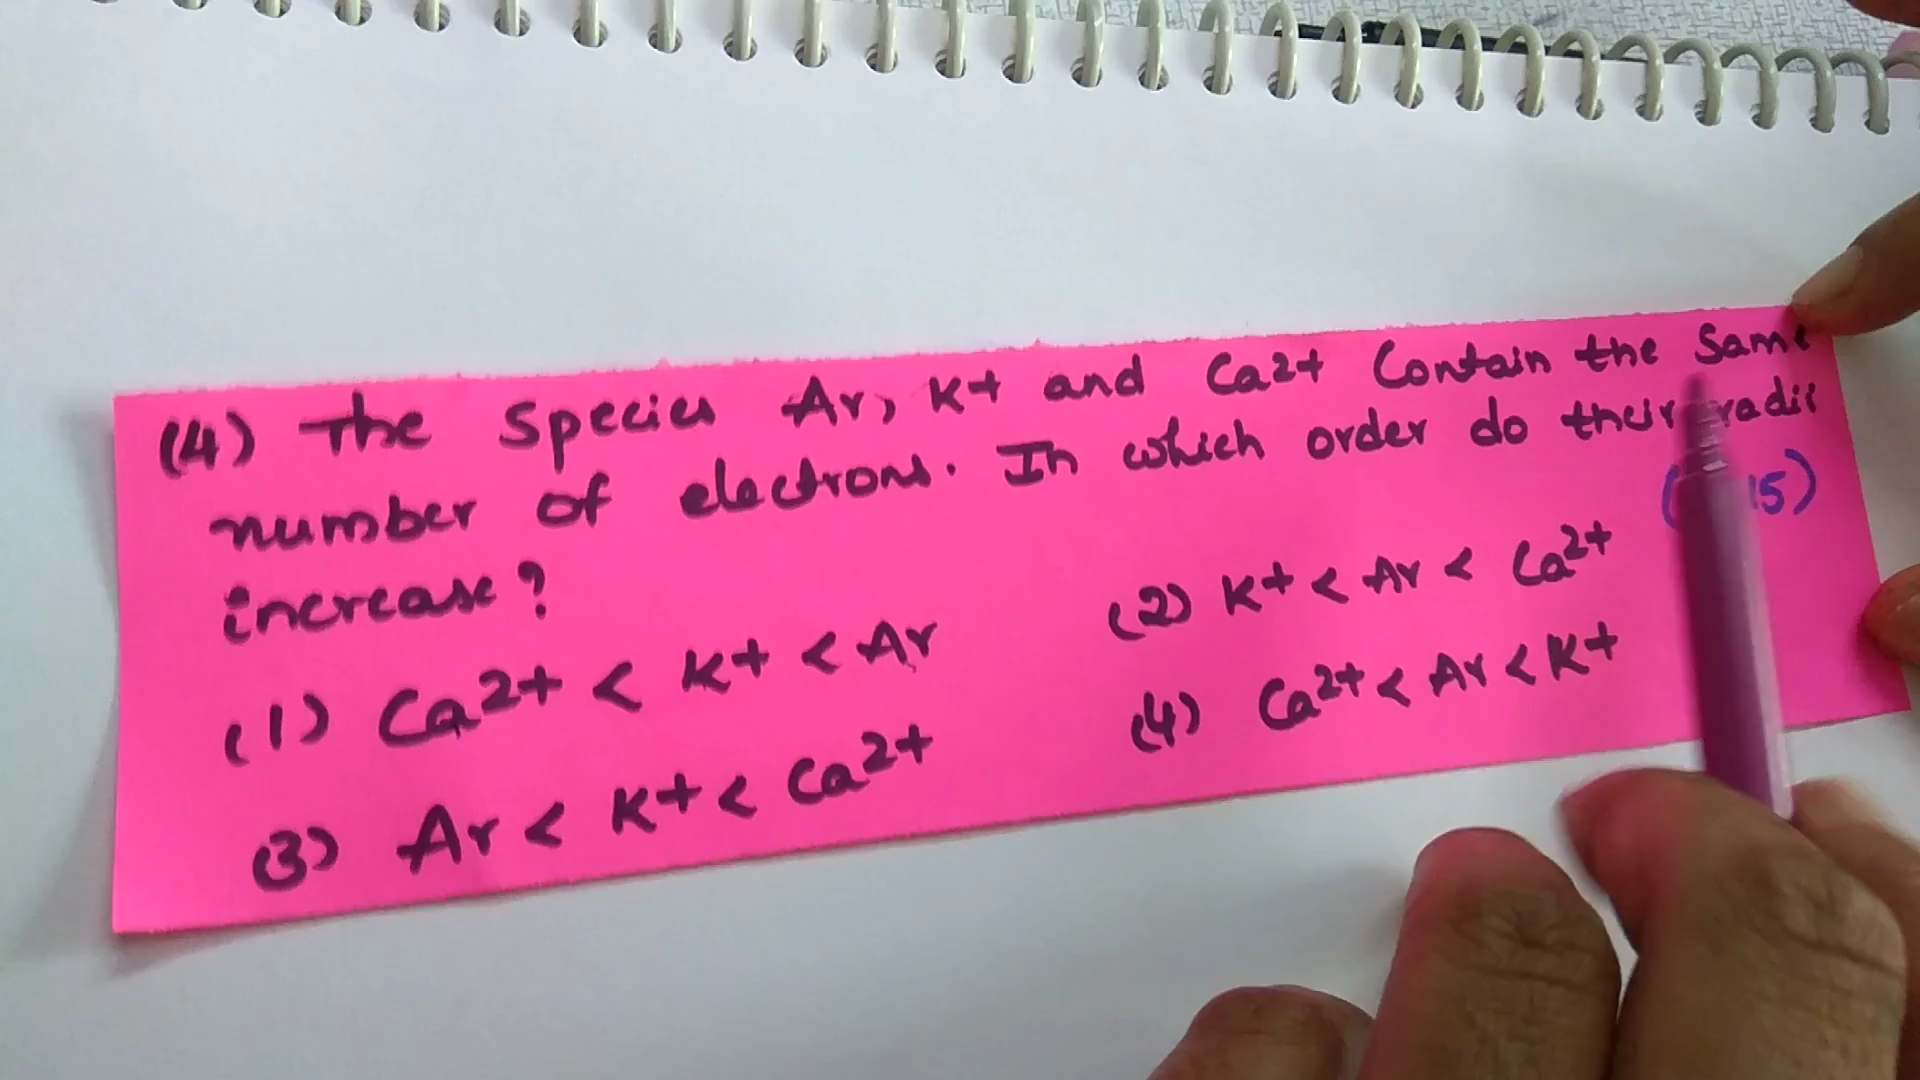 (4) The Species Ar, K+ and Ca2+ Contain the Same
number of electrons. In which order do their radii
increase? 15)
(1) Ca2+ < K+ < Ar (2) K+ < Ar < Ca2+
(3) Ar < K+ < Ca2+ (4) Ca2+ < Ar < K+